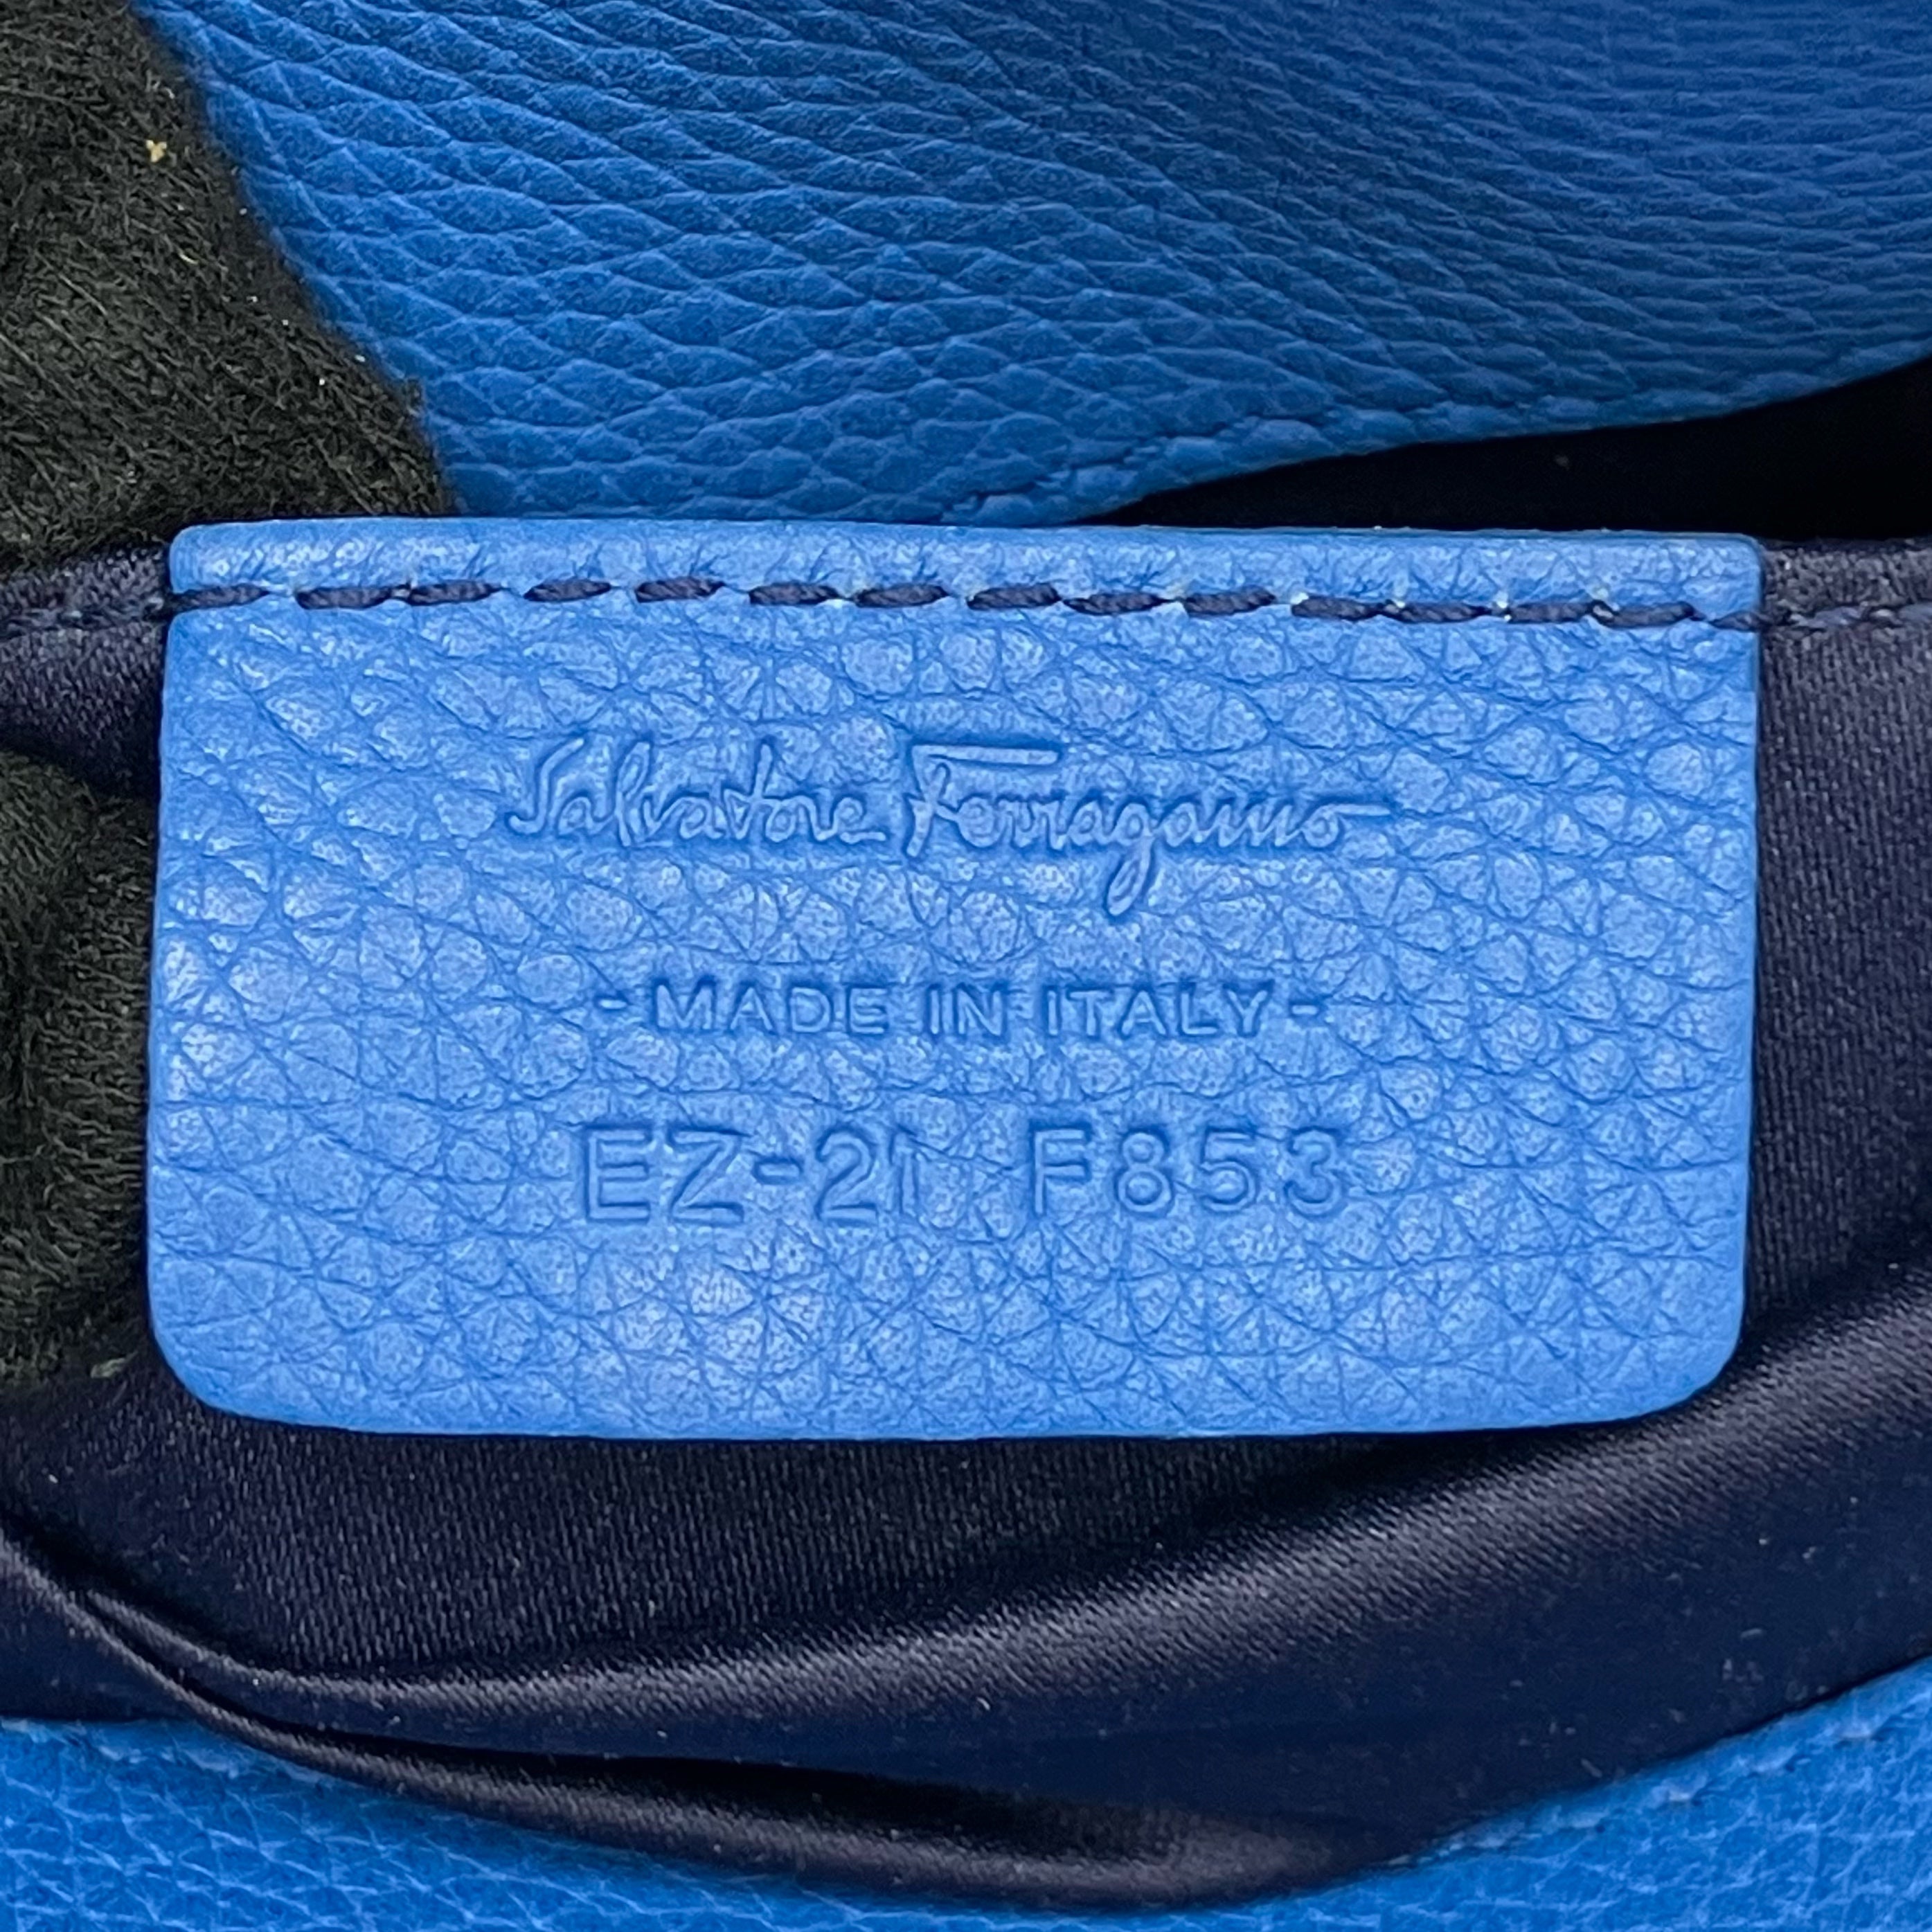 Salvatore Ferragamo
- MADE IN ITALY -
EZ-21 F853